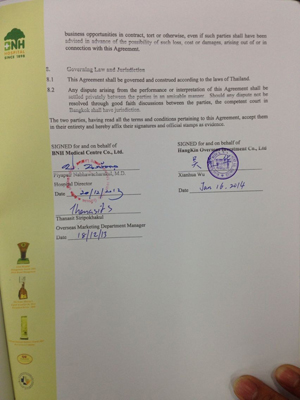 BNH
HOSPITAL
SINCE 1898
business opportunities in contract, tort or otherwise, even if such parties shall have been
advised in advance of the possibility of such loss, cost or damages, arising out of or in
connection with this Agreement.
8. Governing Law and Jurisdiction
8.1 This Agreement shall be governed and construed according to the laws of Thailand.
8.2 Any dispute arising from the performance or interpretation of this Agreement shall be
settled privately between the parties in an amicable manner. Should any dispute not be
resolved through good faith discussions between the parties, the competent court in
Bangkok shall have jurisdiction.
The two parties, having read all the terms and conditions pertaining to this Agreement, accept them
in their entirety and hereby affix their signatures and official stamps as evidence.
SIGNED for and on behalf of
BNH Medical Centre Co., Ltd.
Hospital Director
Date 20/12/2013
Thanasit S
Thanasit
Overseas Marketing Department Manager
Date 18/12/13
SIGNED for and on behalf of
HangKin Overseas Investment Co., Ltd
Xiaohua Wu
Date Jan. 16. 2014